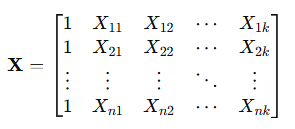 X = [ 1 X₁₁ X₁₂ ⋯ X₁ₖ
1 X₂₁ X₂₂ ⋯ X₂ₖ
⋮ ⋮ ⋮ ⋱ ⋮
1 Xₙ₁ Xₙ₂ ⋯ Xₙₖ ]